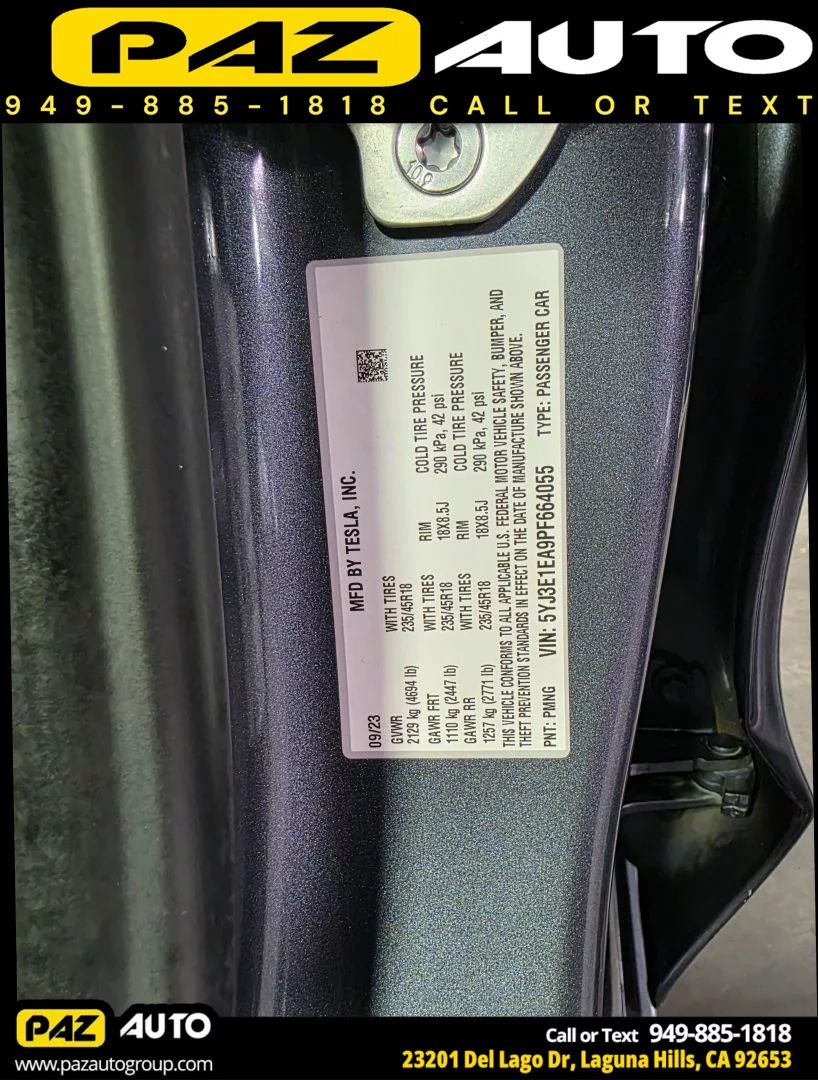 PAZ AUTO
949-885-1818 CALL OR TEXT
109
MFD BY TESLA, INC.
09/23
GVWR WITH TIRES
2129 kg (4694 lb) 235/45R18
GAWR FRT WITH TIRES RIM COLD TIRE PRESSURE
1110 kg (2447 lb) 235/45R18 18X8.5J 290 kPa, 42 psi
GAWR RR WITH TIRES RIM COLD TIRE PRESSURE
1257 kg (2771 lb) 235/45R18 18X8.5J 290 kPa, 42 psi
THIS VEHICLE CONFORMS TO ALL APPLICABLE U.S. FEDERAL MOTOR VEHICLE SAFETY, BUMPER, AND
THEFT PREVENTION STANDARDS IN EFFECT ON THE DATE OF MANUFACTURE SHOWN ABOVE.
PNT: PMNG VIN: 5YJ3E1EA9PF664055 TYPE: PASSENGER CAR
PAZ AUTO
www.pazautogroup.com
Call or Text 949-885-1818
23201 Del Lago Dr, Laguna Hills, CA 92653